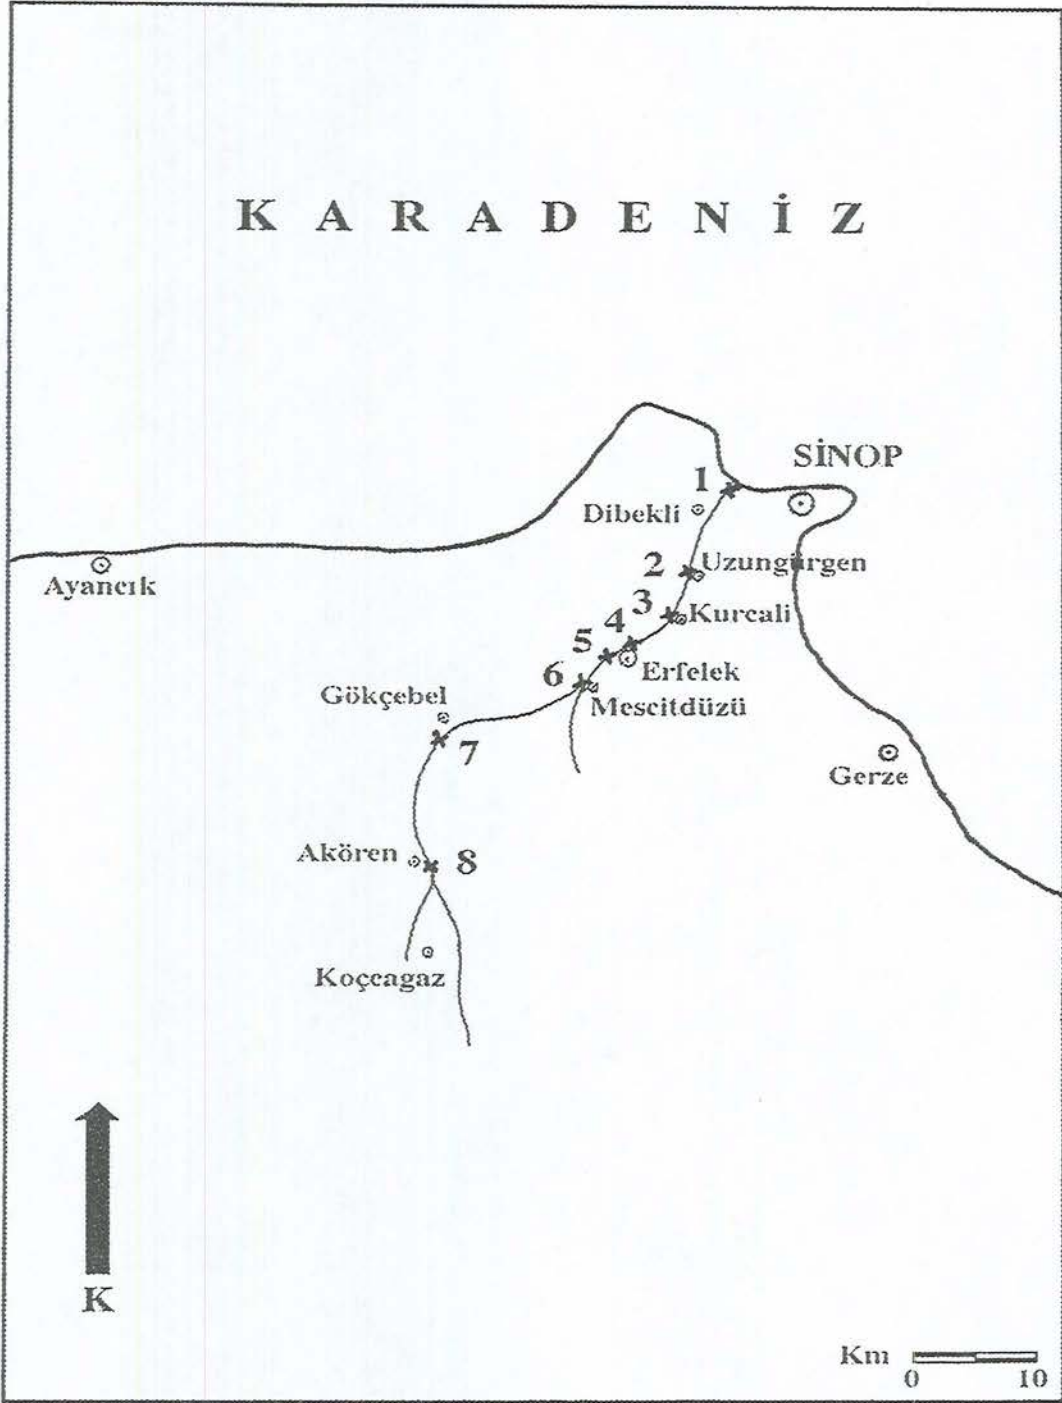 K A R A D E N İ Z
SİNOP
1
Dibekli
2
Uzungürgen
Ayancık
3
Kurcali
4
5
Erfelek
6
Mescitdüzü
Gökçebel
7
Gerze
Akören
8
Koçcagaz
K
Km
0 10